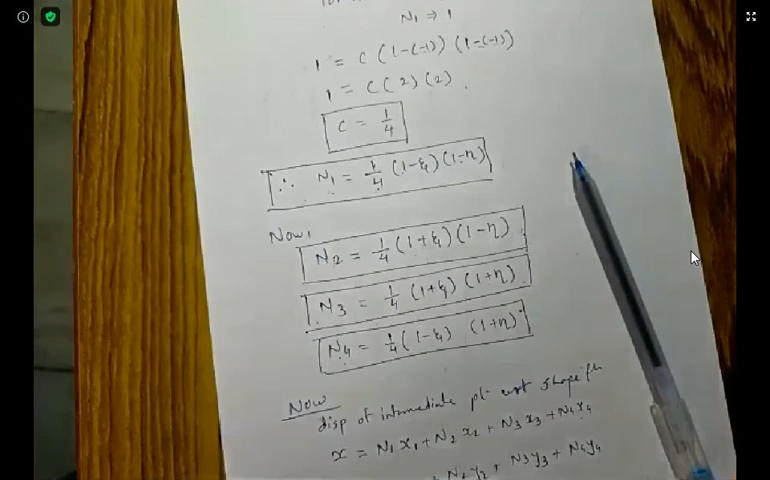 N₁ ⇒ 1
1 = C (1-(-1)) (1-(-1))
1 = C(2)(2).
C = 1/4
∴ N₁ = 1/4 (1-ξ)(1-η)
Now,
N₂ = 1/4 (1+ξ)(1-η)
N₃ = 1/4 (1+ξ)(1+η)
N₄ = 1/4 (1-ξ) (1+η)
Now
disp of intermediate pt wrt shape fn
x = N₁x₁ + N₂x₂ + N₃x₃ + N₄x₄
+ N₂y₂ + N₃y₃ + N₄y₄